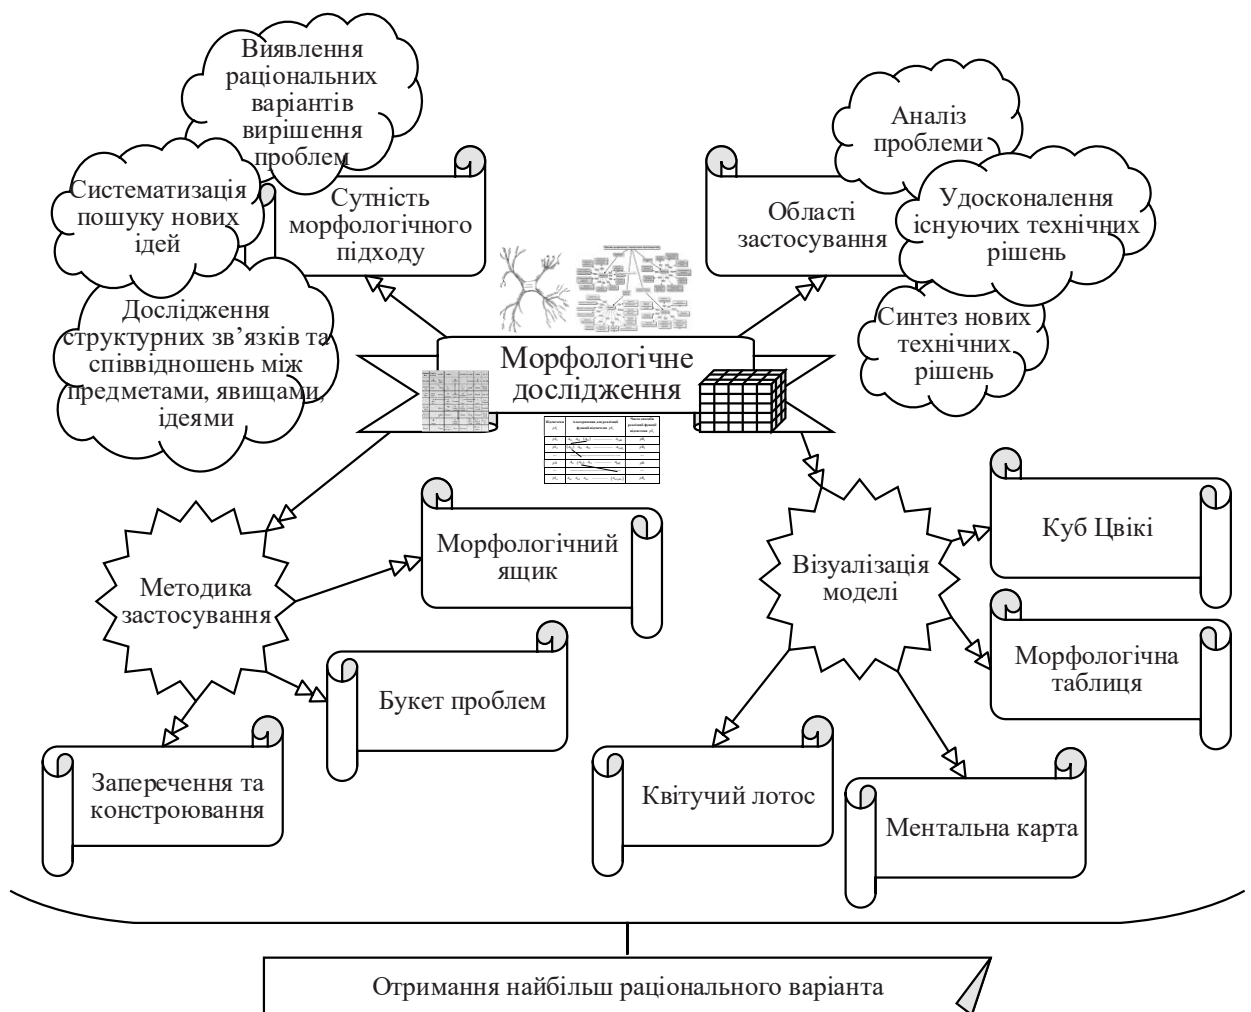 Виявлення
раціональних
варіантів
вирішення
проблем
Систематизація
пошуку нових
ідей
Дослідження
структурних зв’язків та
співвідношень між
предметами, явищами,
ідеями
Сутність
морфологічного
підходу
Області
застосування
Аналіз
проблеми
Удосконалення
існуючих технічних
рішень
Синтез нових
технічних
рішень
Морфологічне
дослідження
Методика
застосування
Морфологічний
ящик
Букет проблем
Заперечення та
констроювання
Візуалізація
моделі
Куб Цвікі
Морфологічна
таблиця
Квітучий лотос
Ментальна карта
Отримання найбільш раціонального варіанта